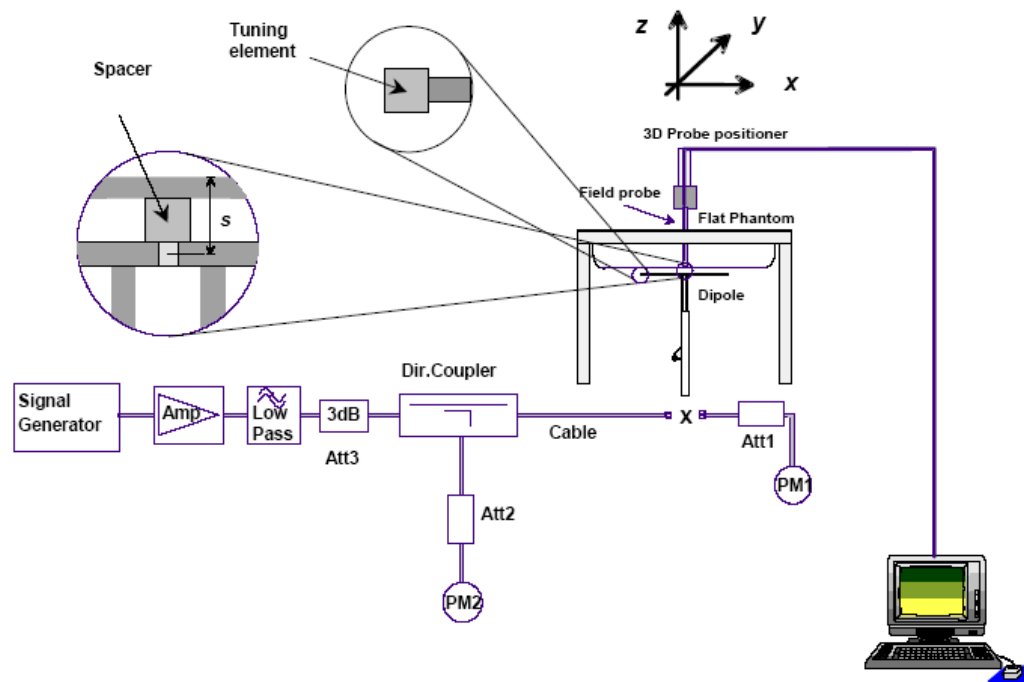 Tuning
element
Spacer
z
y
x
3D Probe positioner
Field probe
Flat Phantom
s
Dipole
Dir.Coupler
Signal
Generator
Amp
Low
Pass
3dB
Att3
Cable
X
Att1
PM1
Att2
PM2